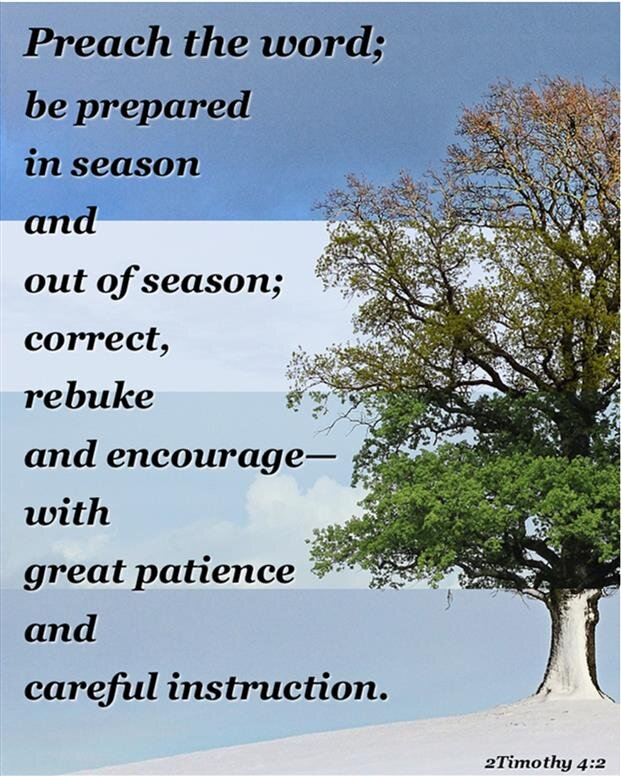 Preach the word;
be prepared
in season
and
out of season;
correct,
rebuke
and encourage—
with
great patience
and
careful instruction.
2Timothy 4:2